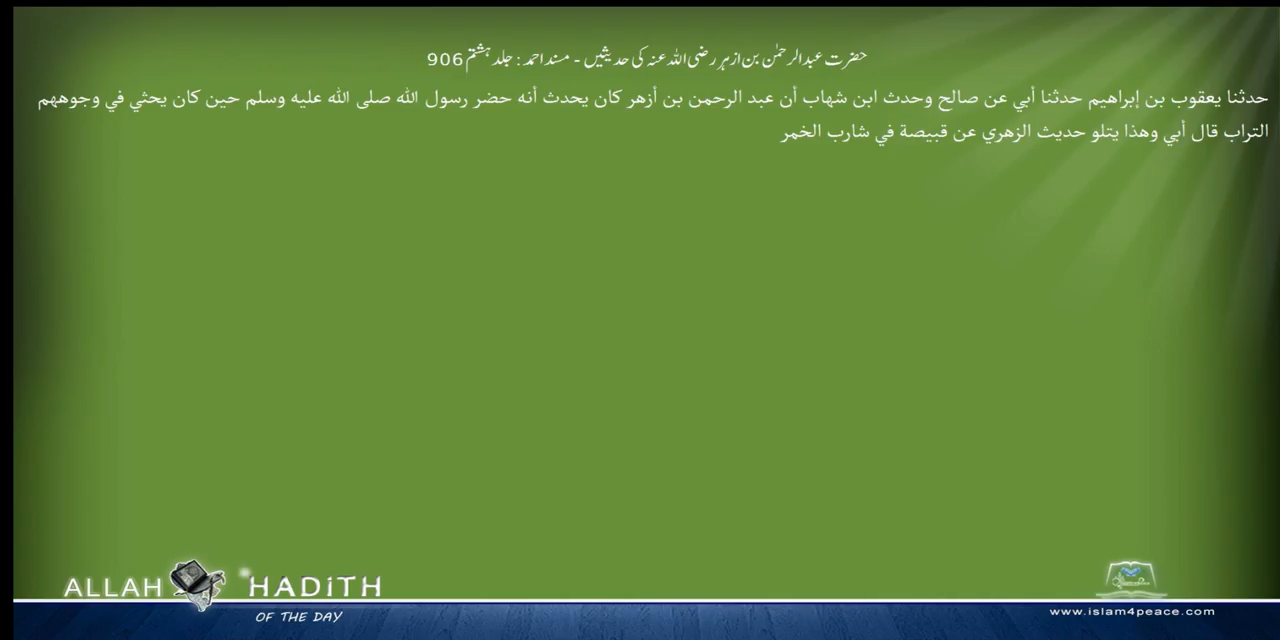 حضرت عبدالرحمٰن بن ازہر رضی اللہ عنہ کی حدیثیں - مسند احمد : جلد ہشتم 906
حدثنا يعقوب بن إبراهيم حدثنا أبي عن صالح وحدث ابن شهاب أن عبد الرحمن بن أزهر كان يحدث أنه حضر رسول الله صلى الله عليه وسلم حين كان يحثي في وجوههم
التراب قال أبي وهذا يتلو حديث الزهري عن قبيصة في شارب الخمر
ALLAH HADiTH
OF THE DAY
www.islam4peace.com